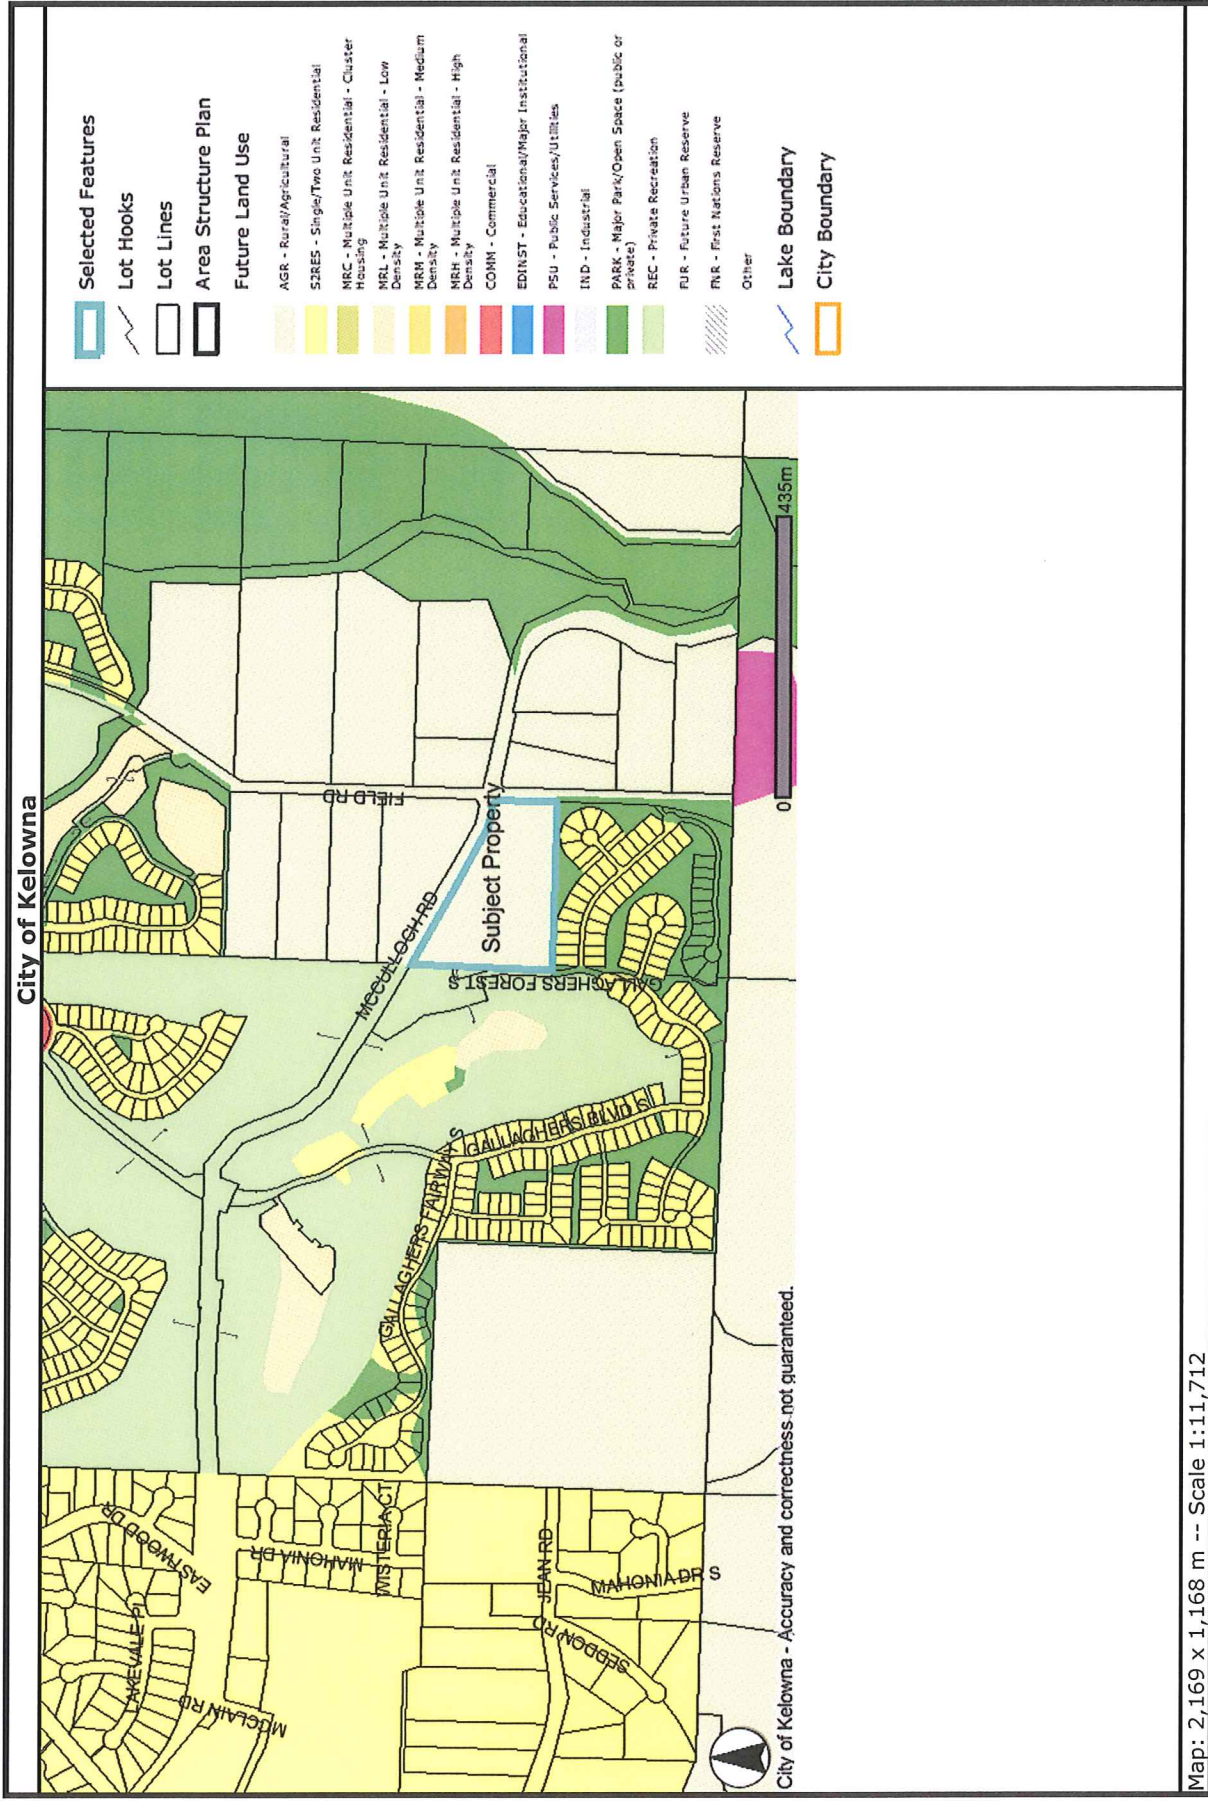 City of Kelowna
EASTWOOD DR
LAKEVALE PL
MCCLAIN RD
MAHONIA DR
WISTERIA CT
JEAN RD
MAHONIA DR S
SEDDON RD
GALLAGHERS FAIRWAY S
GALLAGHERS BLVD S
GALLAGHERS FOREST S
MCCULLOCH RD
FIELD RD
Subject Property
0
435m
City of Kelowna - Accuracy and correctness not guaranteed.
Selected Features
Lot Hooks
Lot Lines
Area Structure Plan
Future Land Use
AGR - Rural/Agricultural
S2RES - Single/Two Unit Residential
MRC - Multiple Unit Residential - Cluster
Housing
MRL - Multiple Unit Residential - Low
Density
MRM - Multiple Unit Residential - Medium
Density
MRH - Multiple Unit Residential - High
Density
COMM - Commercial
EDINST - Educational/Major Institutional
PSU - Public Services/Utilities
IND - Industrial
PARK - Major Park/Open Space (public or
private)
REC - Private Recreation
FUR - Future Urban Reserve
FNR - First Nations Reserve
Other
Lake Boundary
City Boundary
Map: 2,169 x 1,168 m -- Scale 1:11,712